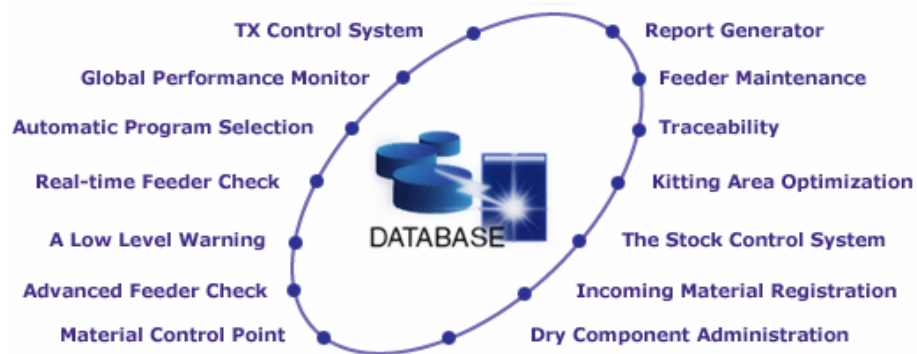 TX Control System
Report Generator
Global Performance Monitor
Feeder Maintenance
Automatic Program Selection
Traceability
Real-time Feeder Check
Kitting Area Optimization
DATABASE
A Low Level Warning
The Stock Control System
Advanced Feeder Check
Incoming Material Registration
Material Control Point
Dry Component Administration